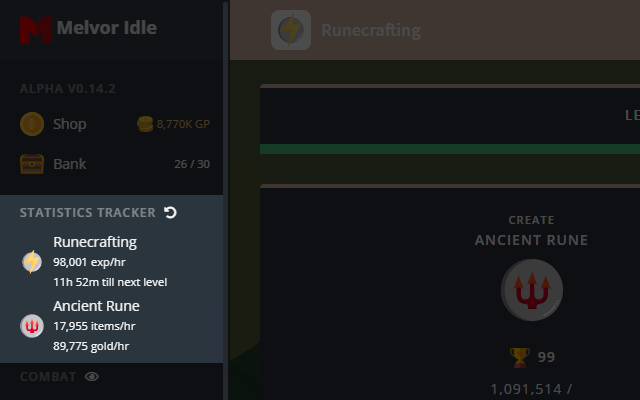 Melvor Idle
Runecrafting
ALPHA V0.14.2
Shop
8,770K GP
LE
Bank
26 / 30
STATISTICS TRACKER
Runecrafting
98,001 exp/hr
11h 52m till next level
Ancient Rune
17,955 items/hr
89,775 gold/hr
COMBAT
CREATE
ANCIENT RUNE
99
1,091,514 /